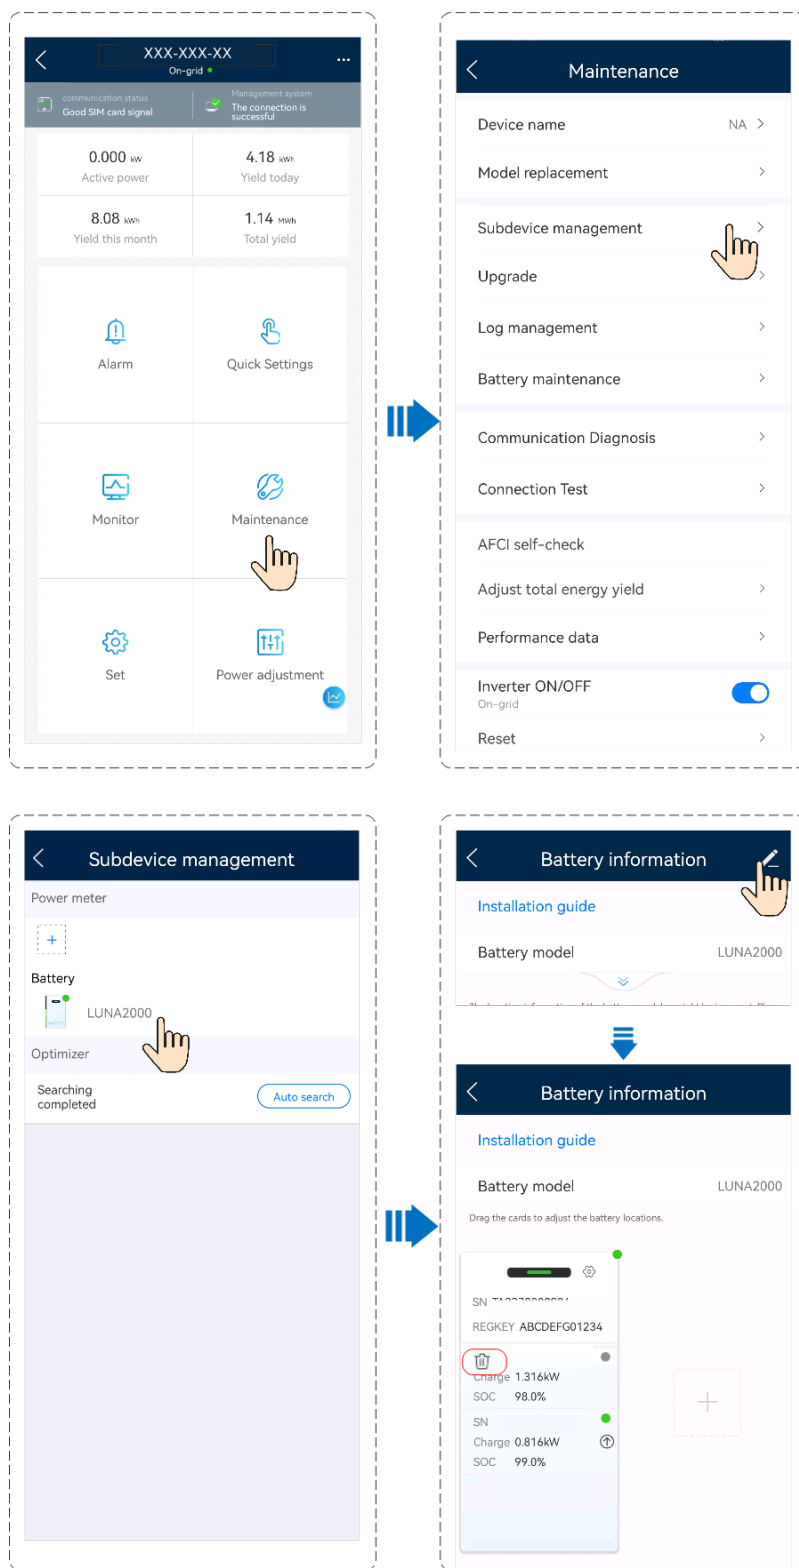 XXX-XXX-XX
On-grid
communication status
Good SIM card signal
Management system
The connection is
successful
0.000 kW
Active power
4.18 kWh
Yield today
8.08 kWh
Yield this month
1.14 MWh
Total yield
Alarm
Quick Settings
Monitor
Maintenance
Set
Power adjustment
Maintenance
Device name NA
Model replacement
Subdevice management
Upgrade
Log management
Battery maintenance
Communication Diagnosis
Connection Test
AFCI self-check
Adjust total energy yield
Performance data
Inverter ON/OFF
On-grid
Reset
Subdevice management
Power meter
Battery
LUNA2000
Optimizer
Searching
completed
Auto search
Battery information
Installation guide
Battery model LUNA2000
Battery information
Installation guide
Battery model LUNA2000
Drag the cards to adjust the battery locations.
SN
REGKEY ABCDEFG01234
Charge 1.316kW
SOC 98.0%
SN
Charge 0.816kW
SOC 99.0%